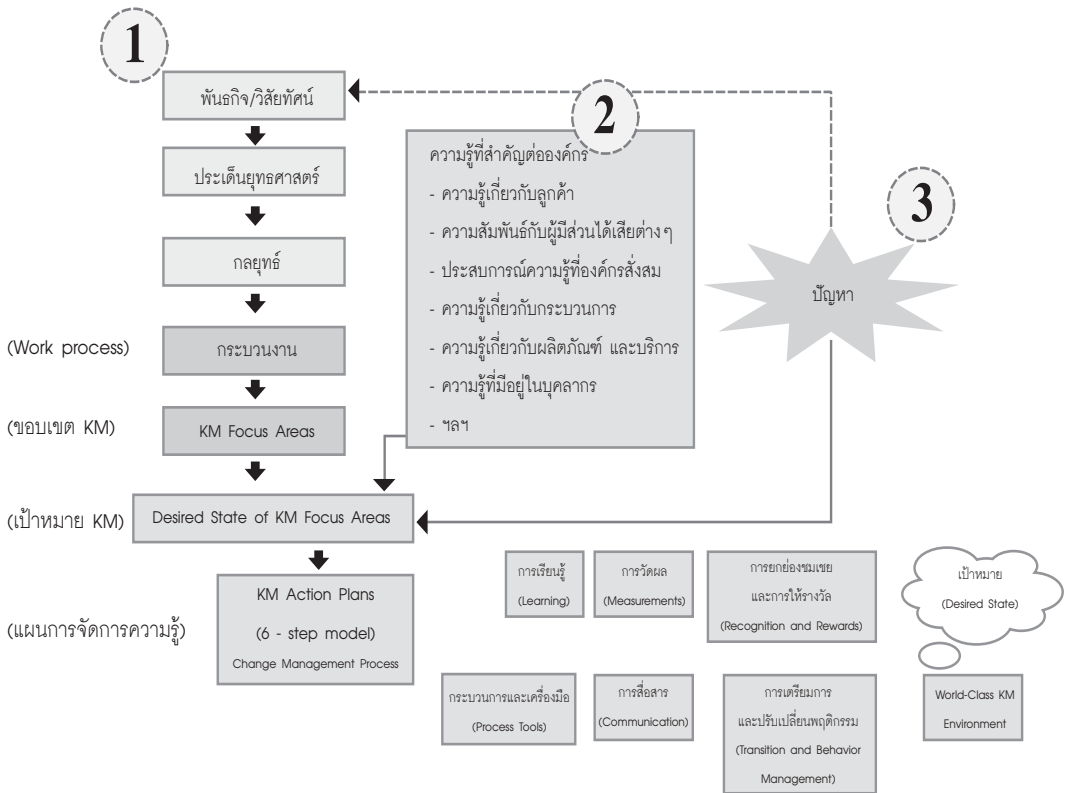 1
พันธกิจ/วิสัยทัศน์
ประเด็นยุทธศาสตร์
กลยุทธ์
(Work process)
กระบวนงาน
(ขอบเขต KM)
KM Focus Areas
(เป้าหมาย KM)
Desired State of KM Focus Areas
(แผนการจัดการความรู้)
KM Action Plans
(6 - step model)
Change Management Process
2
ความรู้ที่สำคัญต่อองค์กร
- ความรู้เกี่ยวกับลูกค้า
- ความสัมพันธ์กับผู้มีส่วนได้เสียต่างๆ
- ประสบการณ์ความรู้ที่องค์กรสั่งสม
- ความรู้เกี่ยวกับกระบวนการ
- ความรู้เกี่ยวกับผลิตภัณฑ์ และบริการ
- ความรู้ที่มีอยู่ในบุคลากร
- ฯลฯ
3
ปัญหา
การเรียนรู้
(Learning)
การวัดผล
(Measurements)
การยกย่องชมเชย
และการให้รางวัล
(Recognition and Rewards)
เป้าหมาย
(Desired State)
กระบวนการและเครื่องมือ
(Process Tools)
การสื่อสาร
(Communication)
การเตรียมการ
และปรับเปลี่ยนพฤติกรรม
(Transition and Behavior
Management)
World-Class KM
Environment